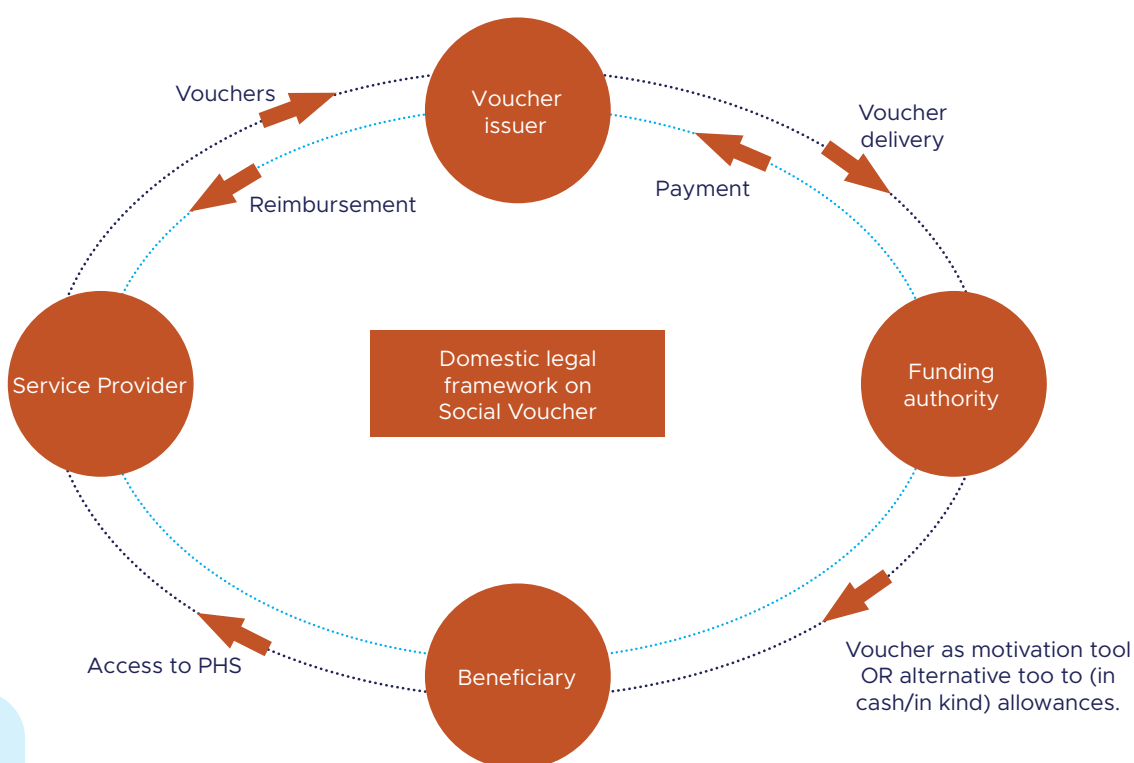 Vouchers
Voucher
issuer
Voucher
delivery
Reimbursement
Payment
Service Provider
Domestic legal
framework on
Social Voucher
Funding
authority
Access to PHS
Beneficiary
Voucher as motivation tool
OR alternative too to (in
cash/in kind) allowances.